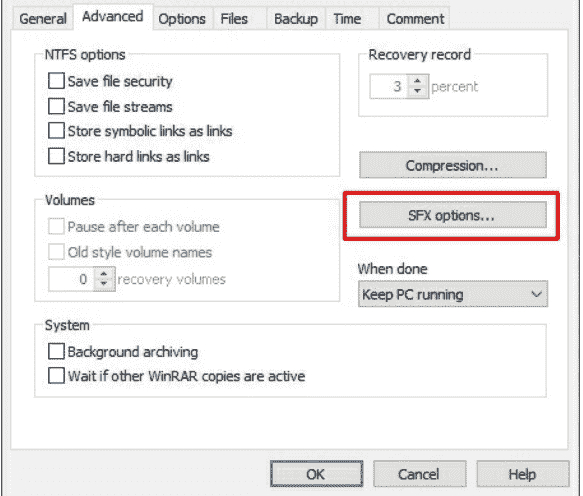 General Advanced Options Files Backup Time Comment
NTFS options
Save file security
Save file streams
Store symbolic links as links
Store hard links as links
Recovery record
3 percent
Compression...
SFX options...
Volumes
Pause after each volume
Old style volume names
0 recovery volumes
When done
Keep PC running
System
Background archiving
Wait if other WinRAR copies are active
OK Cancel Help